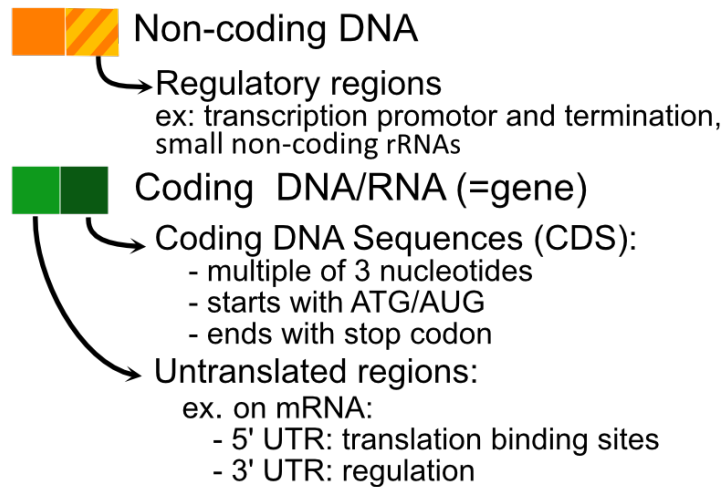 Non-coding DNA
Regulatory regions
ex: transcription promotor and termination,
small non-coding rRNAs
Coding DNA/RNA (=gene)
Coding DNA Sequences (CDS):
- multiple of 3 nucleotides
- starts with ATG/AUG
- ends with stop codon
Untranslated regions:
ex. on mRNA:
- 5' UTR: translation binding sites
- 3' UTR: regulation